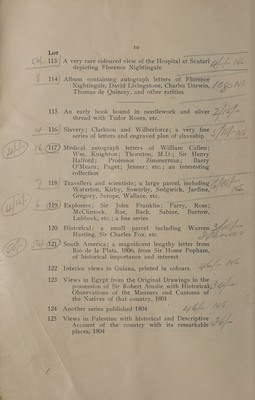 10
Lot
113 A very rare coloured view of the Hospital at Scutari
depicting Florence Nightingale
114 Album containing autograph letters of Florence
Nightingale, David Livingstone, Charles Darwin,
Thomas de Quincey, and other rarities
115 An early book bound in needlework and silver
thread with Tudor Roses, etc.
116 Slavery; Clarkson and Wilberforce; a very fine
series of letters and engraved plan of slaveship
117 Medical autograph letters of William Cullen;
Wm. Knighton; Thornton, M.D.; Sir Henry
Halford; Professor Zimmerman; Barry
O'Meara; Paget; Jenner; etc.; an interesting
collection
118 Travellers and scientists; a large parcel, including
Waterton, Kirby, Sowerby, Sedgwick, Jardine,
Gregory, Scrope, Wallace, etc.
119 Explorers; Sir John Franklin; Parry, Ross;
McClintock, Rae, Back, Sabine, Burton,
Lubbock, etc.; a fine series
120 Historical; a small parcel including Warren
Hasting, Sir Charles Fox, etc.
121 South America; a magnificent lengthy letter from
Rio de la Plata, 1806, from Sir Home Popham,
of historical importance and interest
122 Interior views in Guiana, printed in colours.
123 Views in Egypt from the Original Drawings in the
possession of Sir Robert Ainslie with Historical
Observations of the Manners and Customs of
the Natives of that country, 1801
124 Another series published 1804
125 Views in Palestine with historical and Descriptive
Account of the country with its remarkable
places, 1804